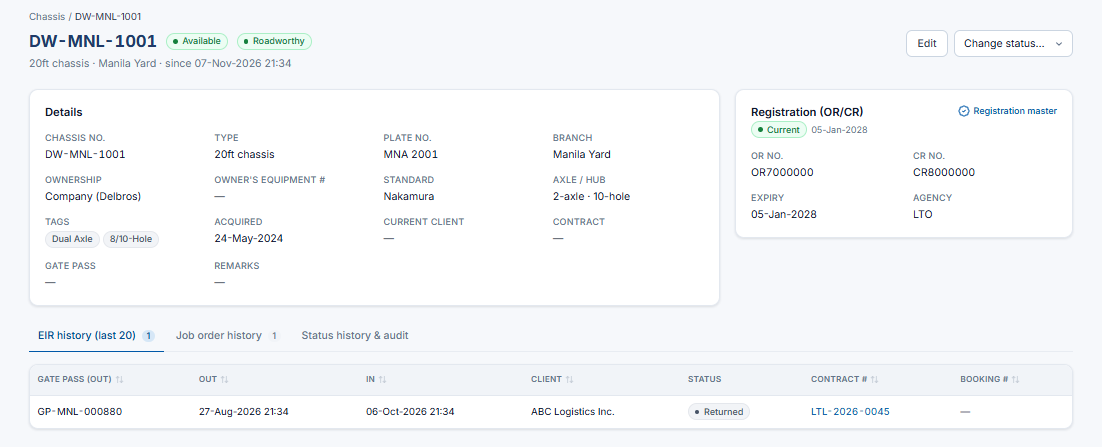 Chassis / DW-MNL-1001
DW-MNL-1001 Available Roadworthy
20ft chassis · Manila Yard · since 07-Nov-2026 21:34
Edit Change status...
Details
CHASSIS NO. TYPE PLATE NO. BRANCH
DW-MNL-1001 20ft chassis MNA 2001 Manila Yard
OWNERSHIP OWNER'S EQUIPMENT # STANDARD AXLE / HUB
Company (Delbros) — Nakamura 2-axle · 10-hole
TAGS ACQUIRED CURRENT CLIENT CONTRACT
Dual Axle 8/10-Hole 24-May-2024 — —
GATE PASS REMARKS
— —
Registration (OR/CR) Registration master
Current 05-Jan-2028
OR NO. CR NO.
OR7000000 CR8000000
EXPIRY AGENCY
05-Jan-2028 LTO
EIR history (last 20) 1 Job order history 1 Status history & audit
GATE PASS (OUT) OUT IN CLIENT STATUS CONTRACT # BOOKING #
GP-MNL-000880 27-Aug-2026 21:34 06-Oct-2026 21:34 ABC Logistics Inc. Returned LTL-2026-0045 —